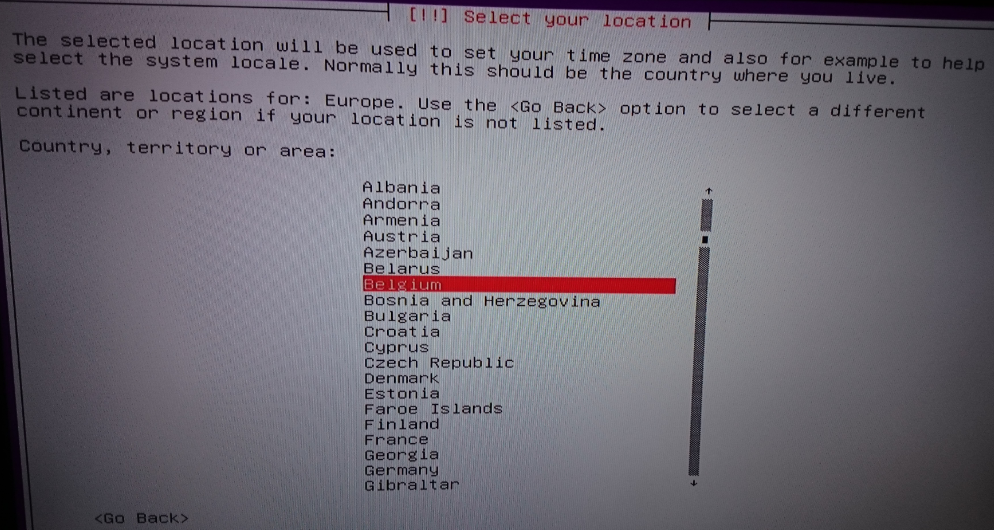 [!!] Select your location
The selected location will be used to set your time zone and also for example to help
select the system locale. Normally this should be the country where you live.
Listed are locations for: Europe. Use the <Go Back> option to select a different
continent or region if your location is not listed.
Country, territory or area:
Albania
Andorra
Armenia
Austria
Azerbaijan
Belarus
Belgium
Bosnia and Herzegovina
Bulgaria
Croatia
Cyprus
Czech Republic
Denmark
Estonia
Faroe Islands
Finland
France
Georgia
Germany
Gibraltar
<Go Back>